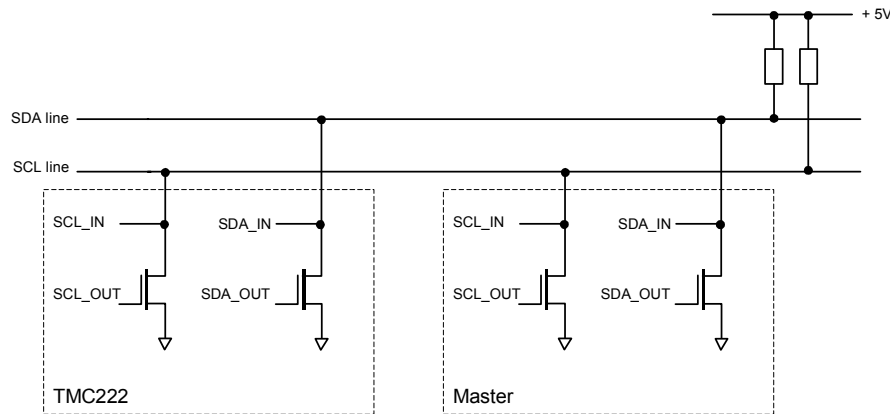 + 5V
SDA line
SCL line
SCL_IN
SDA_IN
SCL_IN
SDA_IN
SCL_OUT
SDA_OUT
SCL_OUT
SDA_OUT
TMC222
Master